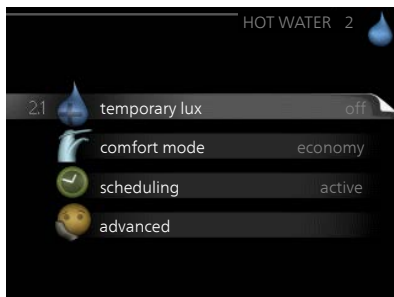 HOT WATER 2
2.1 temporary lux off
comfort mode economy
scheduling active
advanced